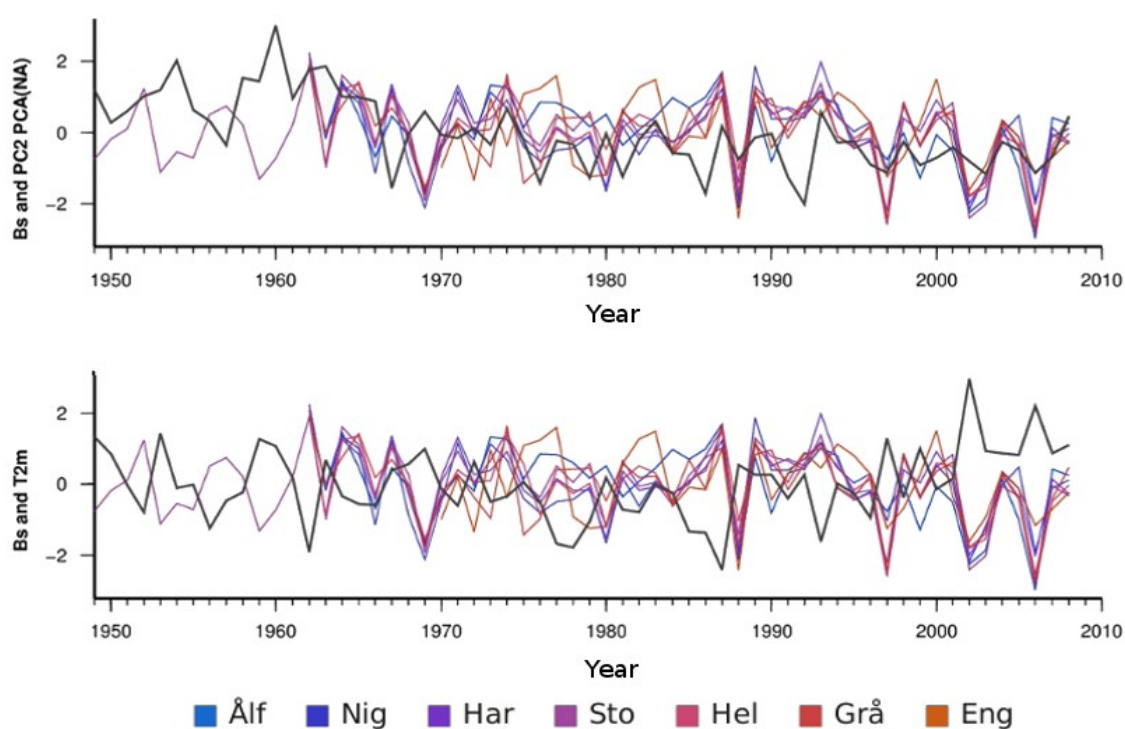 Bs and PC2 PCA(NA)
2
0
−2
1950 1960 1970 1980 1990 2000 2010
Year
Bs and T2m
2
0
−2
1950 1960 1970 1980 1990 2000 2010
Year
Ålf Nig Har Sto Hel Grå Eng